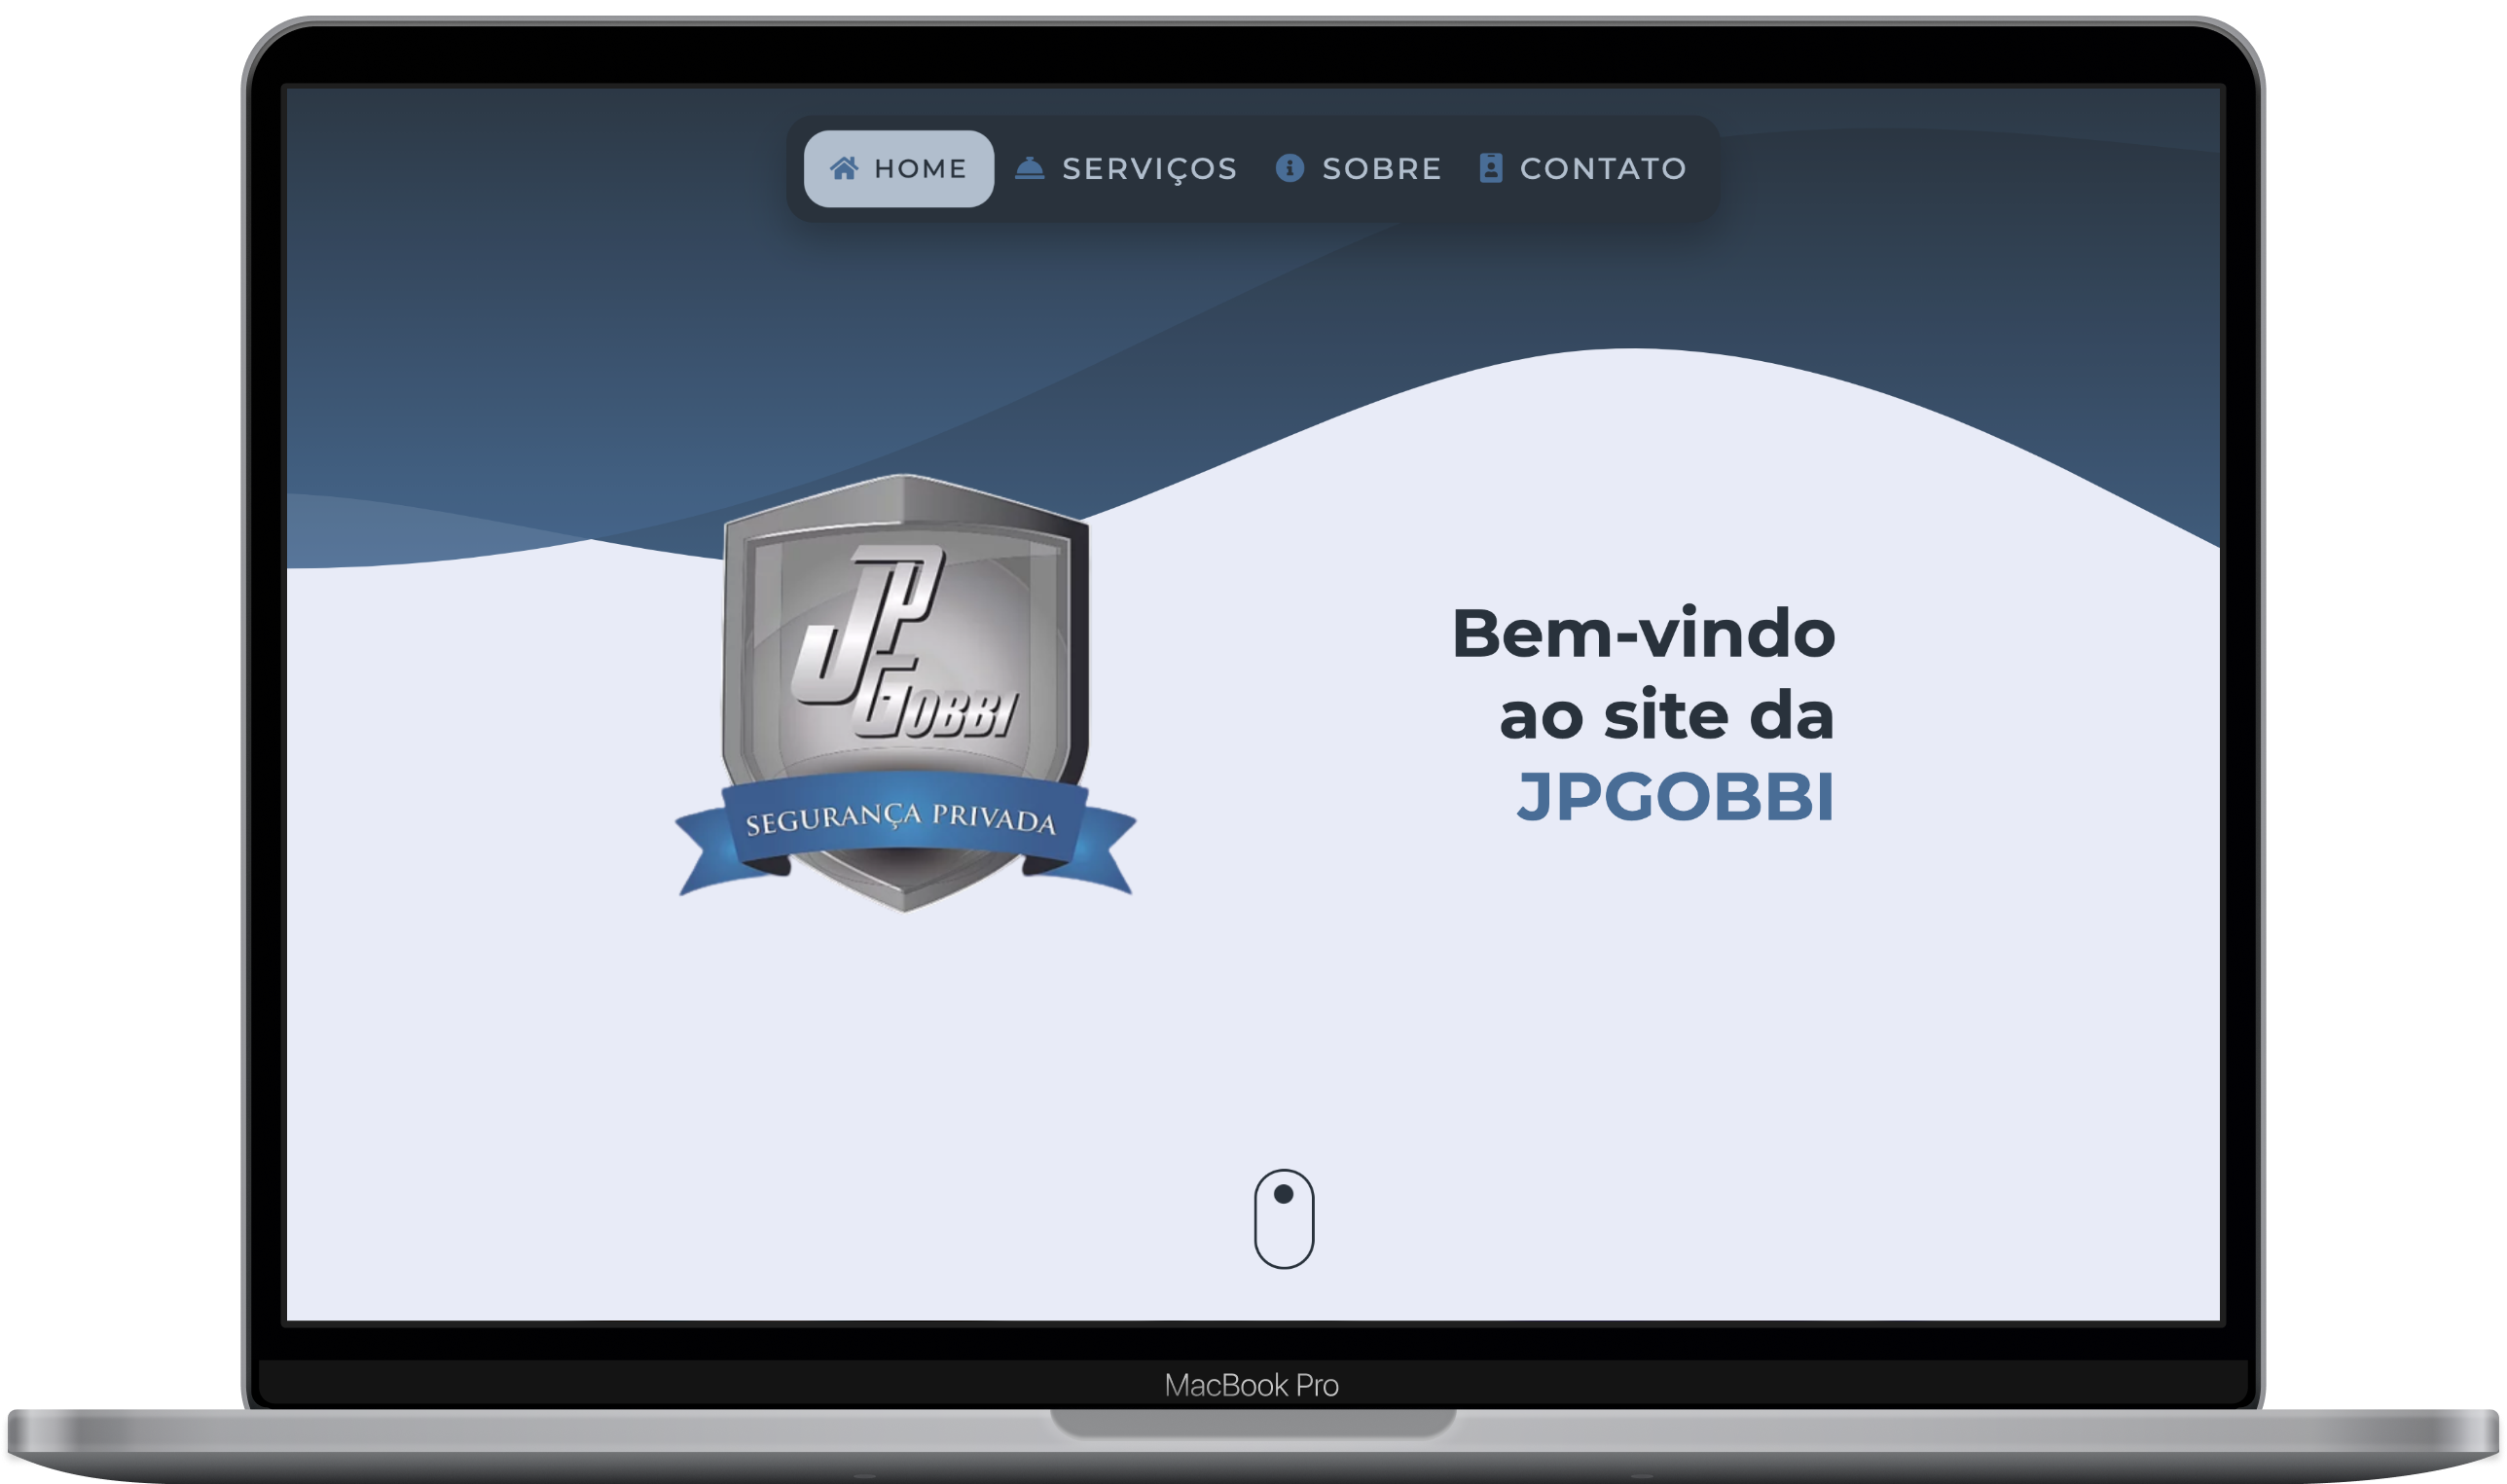 HOME SERVIÇOS SOBRE CONTATO
JP
GOBBI
SEGURANÇA PRIVADA
Bem-vindo
ao site da
JPGOBBI
MacBook Pro